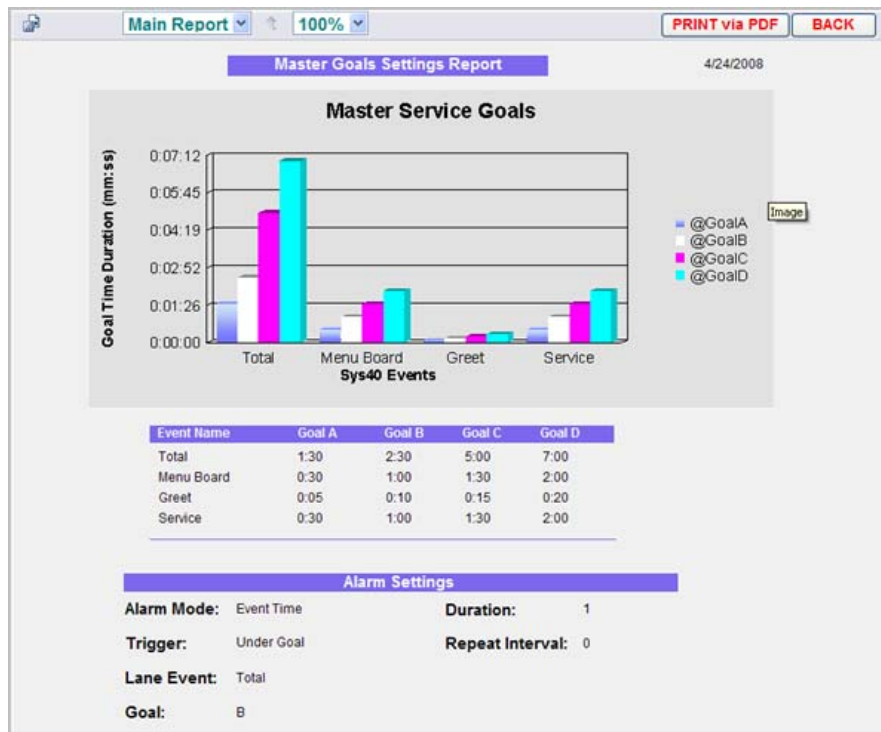 Main Report 100% PRINT via PDF BACK
Master Goals Settings Report 4/24/2008
Master Service Goals
Goal Time Duration (mm:ss)
0:07:12
0:05:45
0:04:19
0:02:52
0:01:26
0:00:00
Total Menu Board Greet Service
Sys40 Events
@GoalA
@GoalB
@GoalC
@GoalD
Image
Event Name Goal A Goal B Goal C Goal D
Total 1:30 2:30 5:00 7:00
Menu Board 0:30 1:00 1:30 2:00
Greet 0:05 0:10 0:15 0:20
Service 0:30 1:00 1:30 2:00
Alarm Settings
Alarm Mode: Event Time Duration: 1
Trigger: Under Goal Repeat Interval: 0
Lane Event: Total
Goal: B